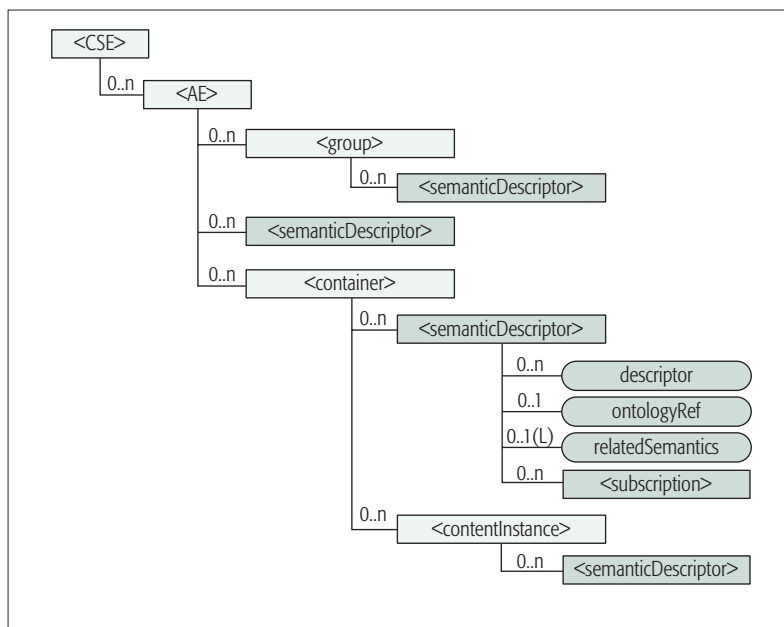 <CSE>
0..n
<AE>
0..n
<group>
0..n
<semanticDescriptor>
0..n
<semanticDescriptor>
0..n
<container>
0..n
<semanticDescriptor>
0..n
descriptor
0..1
ontologyRef
0..1(L)
relatedSemantics
0..n
<subscription>
0..n
<contentInstance>
0..n
<semanticDescriptor>